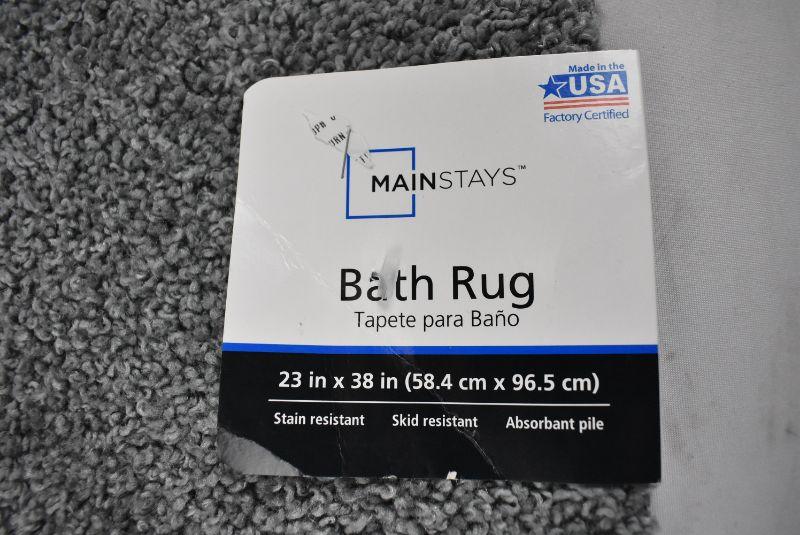 Made in the
USA
Factory Certified
MAINSTAYS™
Bath Rug
Tapete para Baño
23 in x 38 in (58.4 cm x 96.5 cm)
Stain resistant Skid resistant Absorbant pile